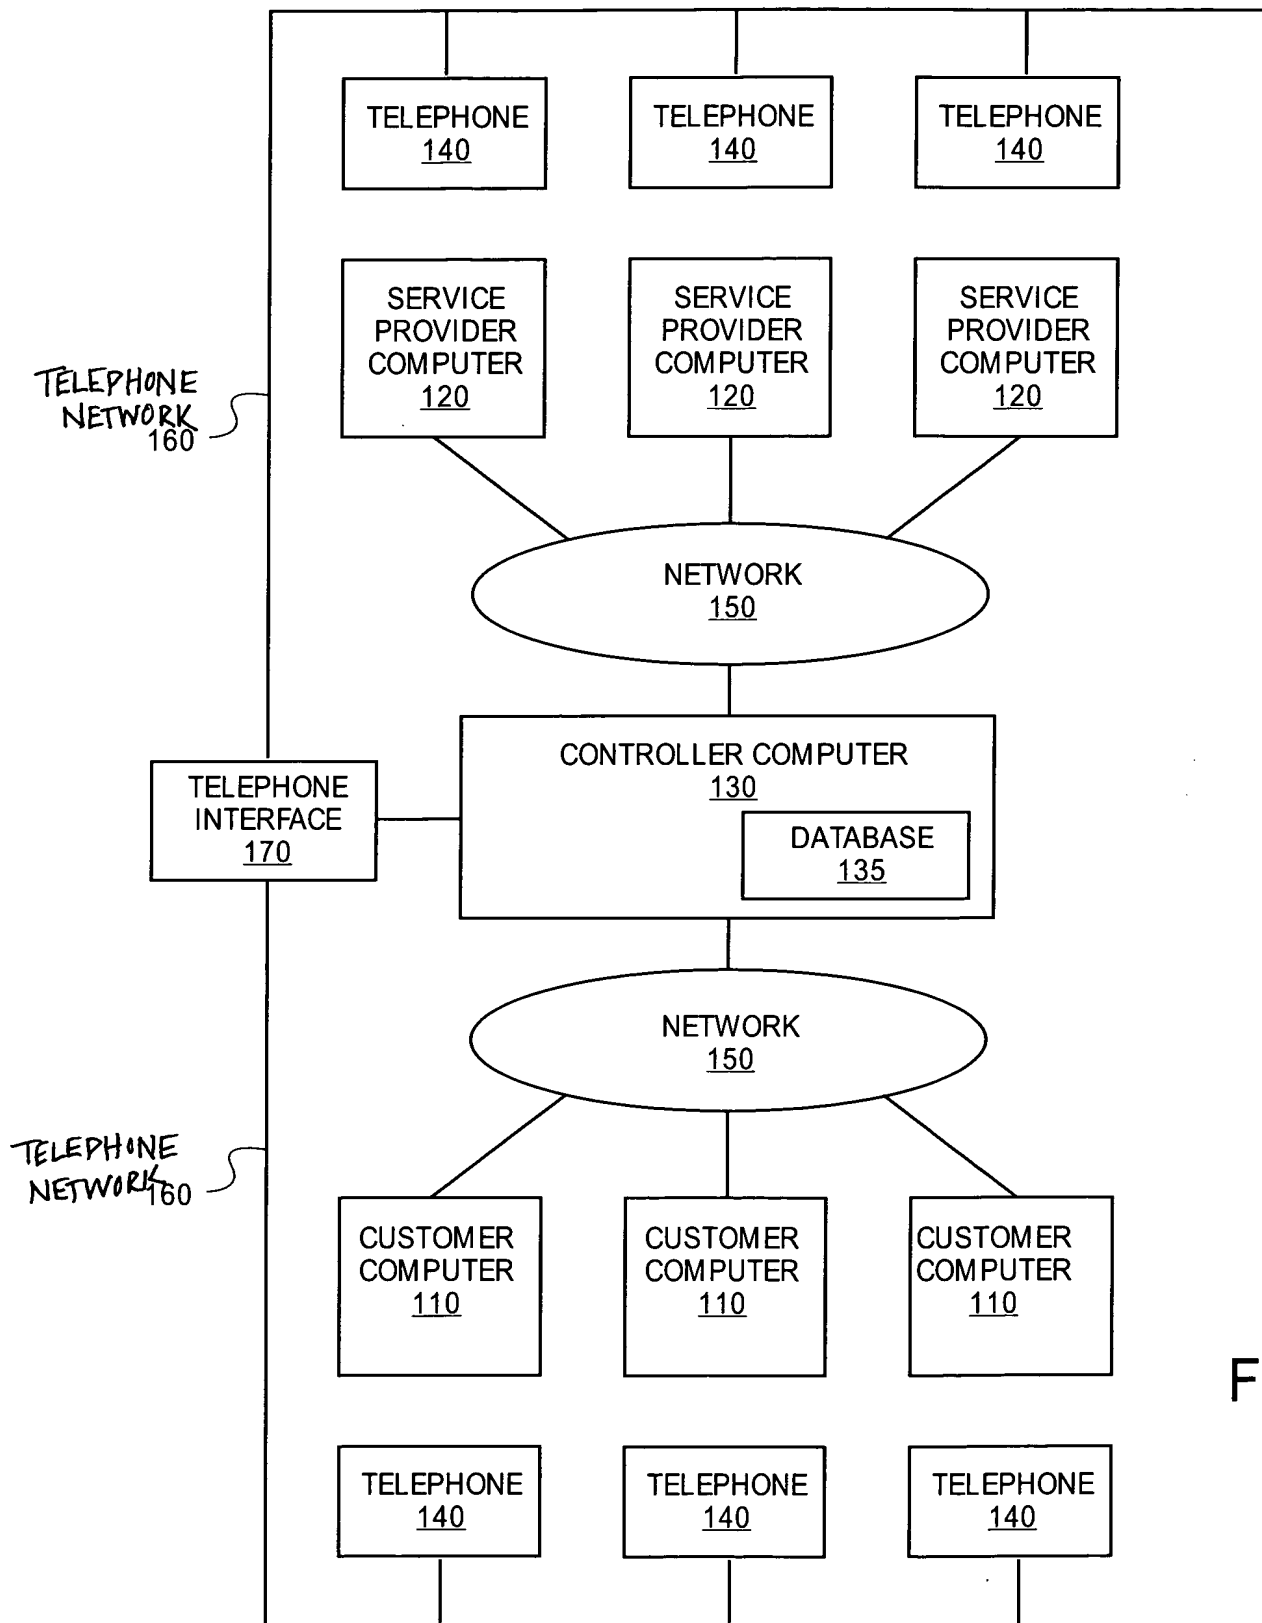 TELEPHONE
140
TELEPHONE
140
TELEPHONE
140
SERVICE
PROVIDER
COMPUTER
120
SERVICE
PROVIDER
COMPUTER
120
SERVICE
PROVIDER
COMPUTER
120
TELEPHONE
NETWORK
160
NETWORK
150
CONTROLLER COMPUTER
130
DATABASE
135
TELEPHONE
INTERFACE
170
NETWORK
150
TELEPHONE
NETWORK
160
CUSTOMER
COMPUTER
110
CUSTOMER
COMPUTER
110
CUSTOMER
COMPUTER
110
F
TELEPHONE
140
TELEPHONE
140
TELEPHONE
140